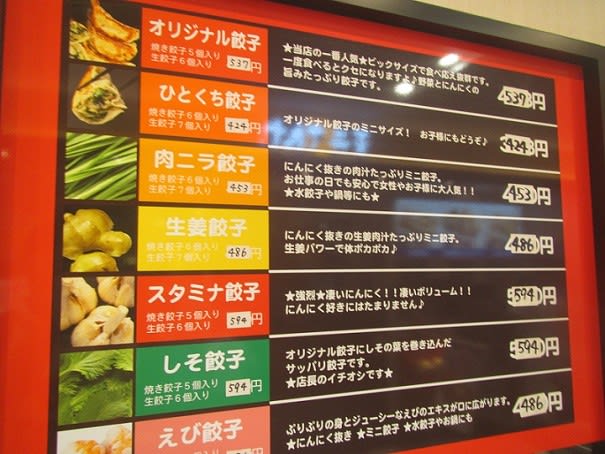 オリジナル餃子
焼き餃子5個入り
生餃子6個入り
537円
★当店の一番人気★ビックサイズで食べ応え抜群です。
一度食べるとクセになりますよ♪野菜とにんにくの
旨みたっぷり餃子です。
537円
ひとくち餃子
焼き餃子6個入り
生餃子7個入り
424円
オリジナル餃子のミニサイズ! お子様にもどうぞ♪
424円
肉ニラ餃子
焼き餃子6個入り
生餃子7個入り
453円
にんにく抜きの肉汁たっぷりミニ餃子。
お仕事の日でも安心で女性やお子様に大人気!!
★水餃子や鍋等にも★
453円
生姜餃子
焼き餃子6個入り
生餃子7個入り
486円
にんにく抜きの生姜肉汁たっぷりミニ餃子。
生姜パワーで体ポカポカ♪
486円
スタミナ餃子
焼き餃子5個入り
生餃子6個入り
594円
★強烈★凄いにんにく!!凄いボリューム!!
にんにく好きにはたまりません♪
594円
しそ餃子
焼き餃子5個入り
生餃子6個入り
594円
オリジナル餃子にしその葉を巻き込んだ
サッパリ餃子です。
★店長のイチオシです★
594円
えび餃子
ぷりぷりの身とジューシーなえびのエキスが口に広がります。
★にんにく抜き ★ミニ餃子 ★水餃子やお鍋にも
486円